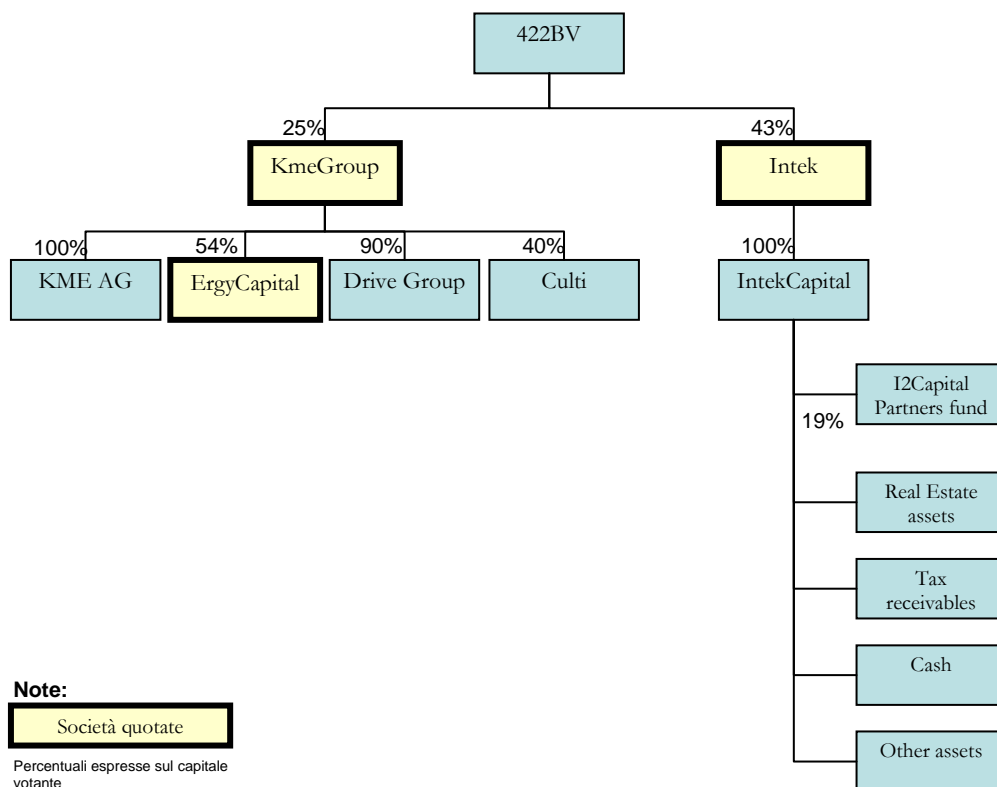 422BV
25%
43%
KmeGroup
Intek
100%
54%
90%
40%
100%
KME AG
ErgyCapital
Drive Group
Culti
IntekCapital
I2Capital
Partners fund
19%
Real Estate
assets
Tax
receivables
Cash
Other assets
Note:
Società quotate
Percentuali espresse sul capitale
votante